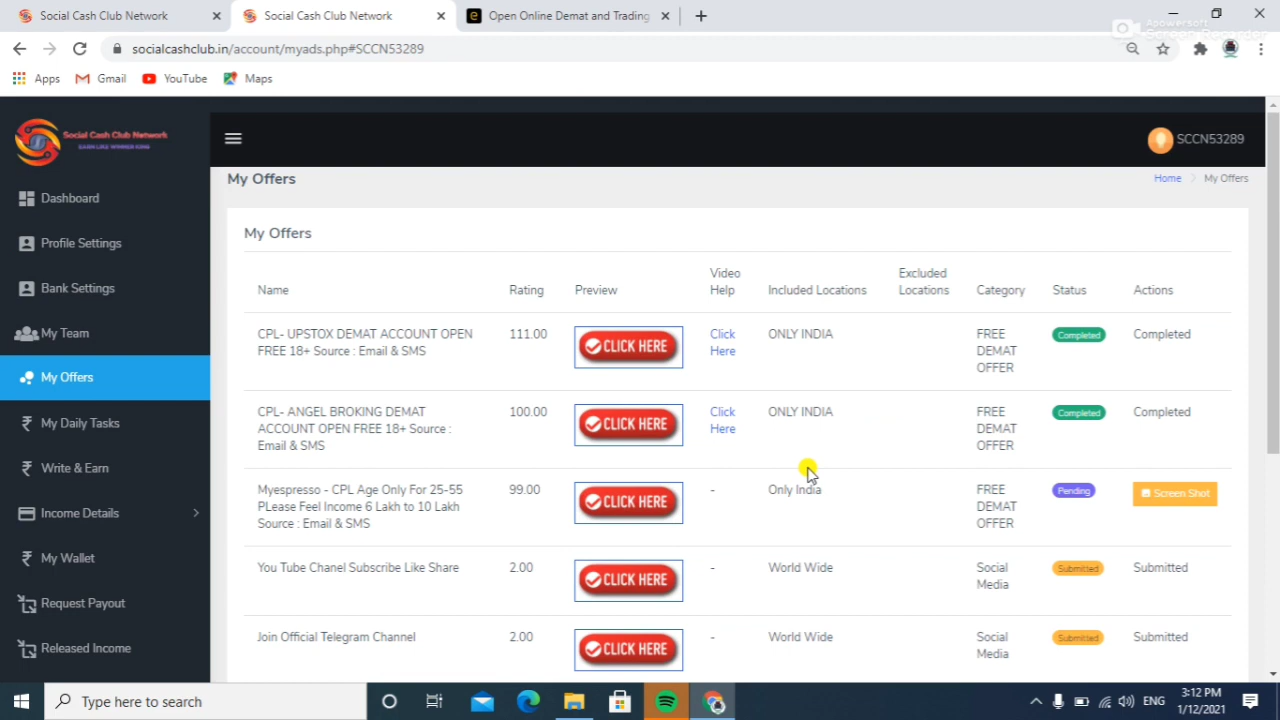 Social Cash Club Network
Social Cash Club Network
Open Online Demat and Trading
Apowersoft
Screen Recorder
socialcashclub.in/account/myads.php#SCCN53289
Apps Gmail YouTube Maps
Social Cash Club Network
EARN LIKE WINNER KING
SCCN53289
Dashboard
Profile Settings
Bank Settings
My Team
My Offers
My Daily Tasks
Write & Earn
Income Details
My Wallet
Request Payout
Released Income
My Offers
Home > My Offers
My Offers
Name Rating Preview Video Help Included Locations Excluded Locations Category Status Actions
CPL- UPSTOX DEMAT ACCOUNT OPEN 111.00 CLICK HERE Click ONLY INDIA FREE Completed Completed
FREE 18+ Source : Email & SMS Here DEMAT
OFFER
CPL- ANGEL BROKING DEMAT 100.00 CLICK HERE Click ONLY INDIA FREE Completed Completed
ACCOUNT OPEN FREE 18+ Source : Here DEMAT
Email & SMS OFFER
Myespresso - CPL Age Only For 25-55 99.00 CLICK HERE - Only India FREE Pending Screen Shot
PLease Feel Income 6 Lakh to 10 Lakh DEMAT
Source : Email & SMS OFFER
You Tube Chanel Subscribe Like Share 2.00 CLICK HERE - World Wide Social Submitted Submitted
Media
Join Official Telegram Channel 2.00 CLICK HERE - World Wide Social Submitted Submitted
Media
Type here to search
ENG
3:12 PM
1/12/2021